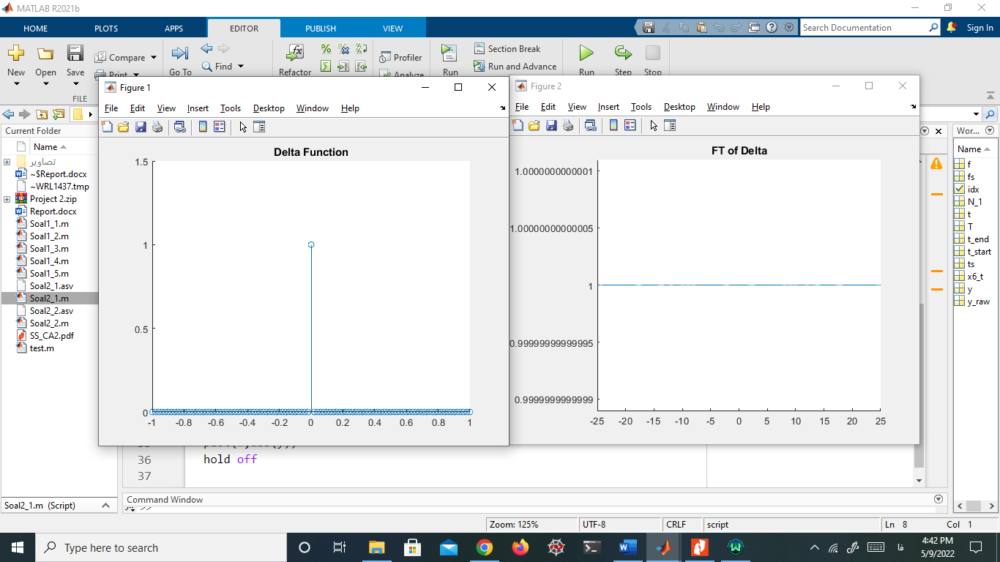 MATLAB R2021b
HOME PLOTS APPS EDITOR PUBLISH VIEW
Search Documentation
Sign In
New Open Save
Compare
Print
Go To
Find
Refactor
Profiler
Analyze
Run
Section Break
Run and Advance
Run Step Stop
FILE
Current Folder
Name
تصاویر
~$Report.docx
~WRL1437.tmp
Project 2.zip
Report.docx
Soal1_1.m
Soal1_2.m
Soal1_3.m
Soal1_4.m
Soal1_5.m
Soal2_1.asv
Soal2_1.m
Soal2_2.asv
Soal2_2.m
SS_CA2.pdf
test.m
Soal2_1.m (Script)
Figure 1
File Edit View Insert Tools Desktop Window Help
Delta Function
1.5
1
0.5
0
-1 -0.8 -0.6 -0.4 -0.2 0 0.2 0.4 0.6 0.8 1
Figure 2
File Edit View Insert Tools Desktop Window Help
FT of Delta
1.0000000000001
1.00000000000005
1
0.99999999999995
0.9999999999999
-25 -20 -15 -10 -5 0 5 10 15 20 25
36 hold off
37
Command Window
>>
Wor...
Name
f
fs
idx
N_1
t
T
t_end
t_start
ts
x6_t
y
y_raw
Zoom: 125% UTF-8 CRLF script Ln 8 Col 1
Type here to search
فا
4:42 PM
5/9/2022